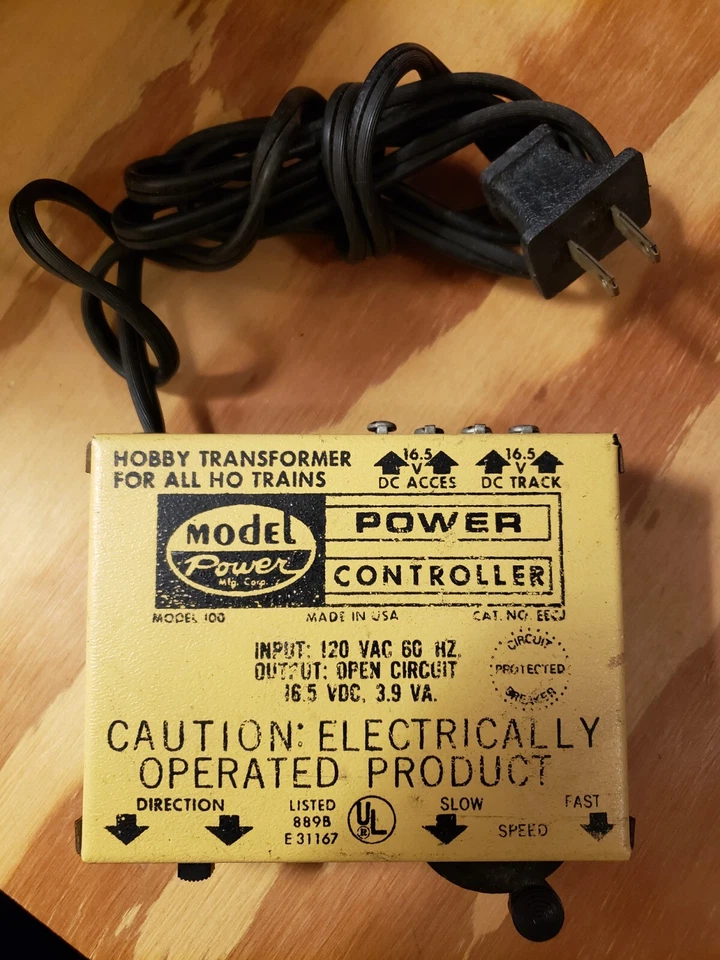 HOBBY TRANSFORMER
FOR ALL HO TRAINS
16.5
V
DC ACCES
16.5
V
DC TRACK
MODEL
Power
Mfg. Corp.
POWER
CONTROLLER
MODEL 100
MADE IN USA
CAT. NO.
INPUT: 120 VAC 60 HZ.
OUTPUT: OPEN CIRCUIT
16.5 VDC, 3.9 VA.
CIRCUIT
PROTECTED
BREAKER
CAUTION: ELECTRICALLY
OPERATED PRODUCT
DIRECTION
LISTED
889B
E 31167
UL
®
SLOW
FAST
SPEED